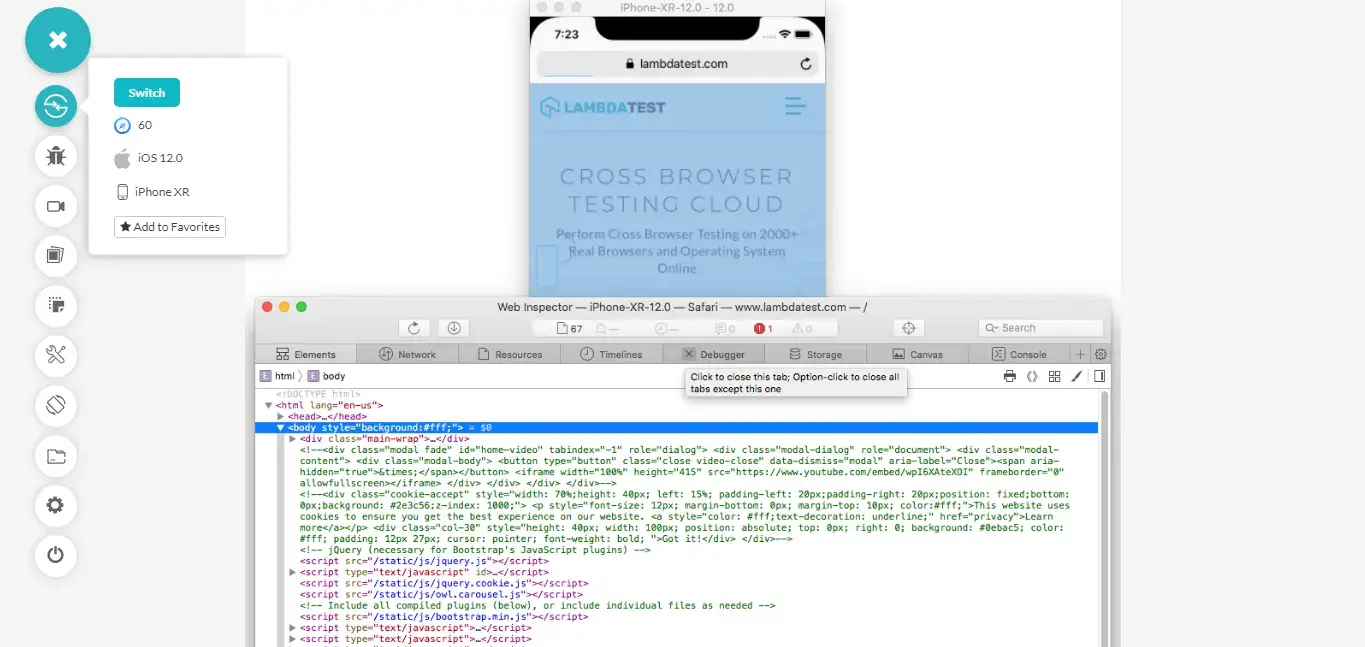 iPhone-XR-12.0 - 12.0
7:23
lambdatest.com
LAMBDATEST
CROSS BROWSER
TESTING CLOUD
Perform Cross Browser Testing on 2000+
Real Browsers and Operating System
Online
Switch
60
iOS 12.0
iPhone XR
Add to Favorites
Web Inspector — iPhone-XR-12.0 — Safari — www.lambdatest.com — /
67 — — 0 1 0 Search
Elements Network Resources Timelines Debugger Storage Canvas Console
E html E body
Click to close this tab; Option-click to close all
tabs except this one
<!DOCTYPE html>
<html lang="en-us">
<head>…</head>
<body style="background:#fff;"> = $0
<div class="main-wrap">…</div>
<!--<div class="modal fade" id="home-video" tabindex="-1" role="dialog"> <div class="modal-dialog" role="document"> <div class="modal-
content"> <div class="modal-body"> <button type="button" class="close video-close" data-dismiss="modal" aria-label="Close"><span aria-
hidden="true">&times;</span></button> <iframe width="100%" height="415" src="https://www.youtube.com/embed/wpI6XAteXOI" frameborder="0"
allowfullscreen></iframe> </div> </div> </div> </div>-->
<!--<div class="cookie-accept" style="width: 70%;height: 40px; left: 15%; padding-left: 20px;padding-right: 20px;position: fixed;bottom:
0px;background: #2e3c56;z-index: 1000;"> <p style="font-size: 12px; margin-bottom: 0px; margin-top: 10px; color:#fff;">This website uses
cookies to ensure you get the best experience on our website. <a style="color: #fff;text-decoration: underline;" href="privacy">Learn
more</a></p> <div class="col-30" style="height: 40px; width: 100px; position: absolute; top: 0px; right: 0; background: #0ebac5; color:
#fff; padding: 12px 27px; cursor: pointer; font-weight: bold; ">Got it!</div> </div>-->
<!-- jQuery (necessary for Bootstrap's JavaScript plugins) -->
<script src="/static/js/jquery.js"></script>
<script type="text/javascript" id>…</script>
<script src="/static/js/jquery.cookie.js"></script>
<script src="/static/js/owl.carousel.js"></script>
<!-- Include all compiled plugins (below), or include individual files as needed -->
<script src="/static/js/bootstrap.min.js"></script>
<script type="text/javascript">…</script>
<script type="text/javascript">…</script>